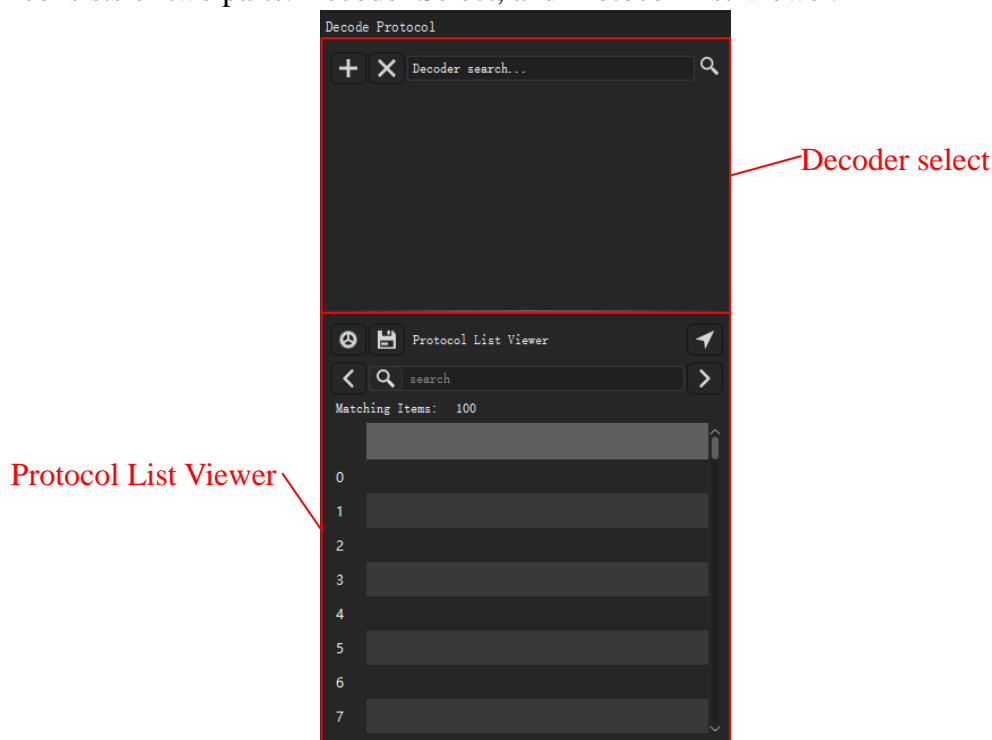 Decode Protocol
Decoder search...
Decoder select
Protocol List Viewer
search
Matching Items: 100
Protocol List Viewer
0
1
2
3
4
5
6
7